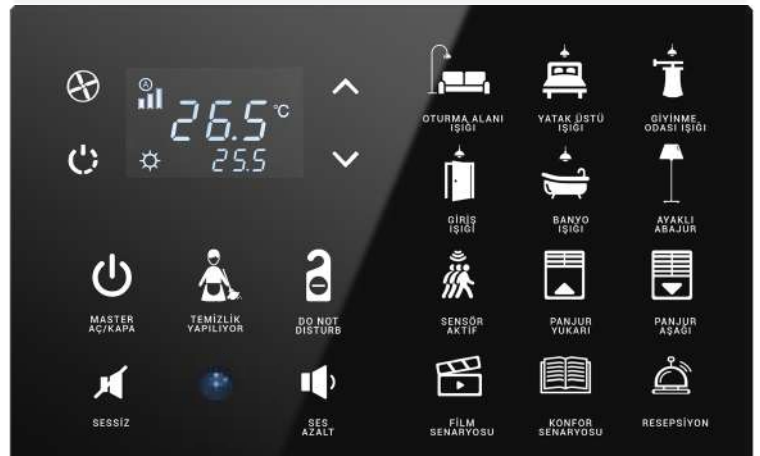 A
26.5 °C
25.5
OTURMA ALANI
IŞIĞI
YATAK ÜSTÜ
IŞIĞI
GİYİNME
ODASI IŞIĞI
GİRİŞ
IŞIĞI
BANYO
IŞIĞI
AYAKLI
ABAJUR
MASTER
AÇ/KAPA
TEMİZLİK
YAPILIYOR
DO NOT
DISTURB
SENSÖR
AKTİF
PANJUR
YUKARI
PANJUR
AŞAĞI
SESSİZ
SES
AZALT
FİLM
SENARYOSU
KONFOR
SENARYOSU
RESEPSİYON